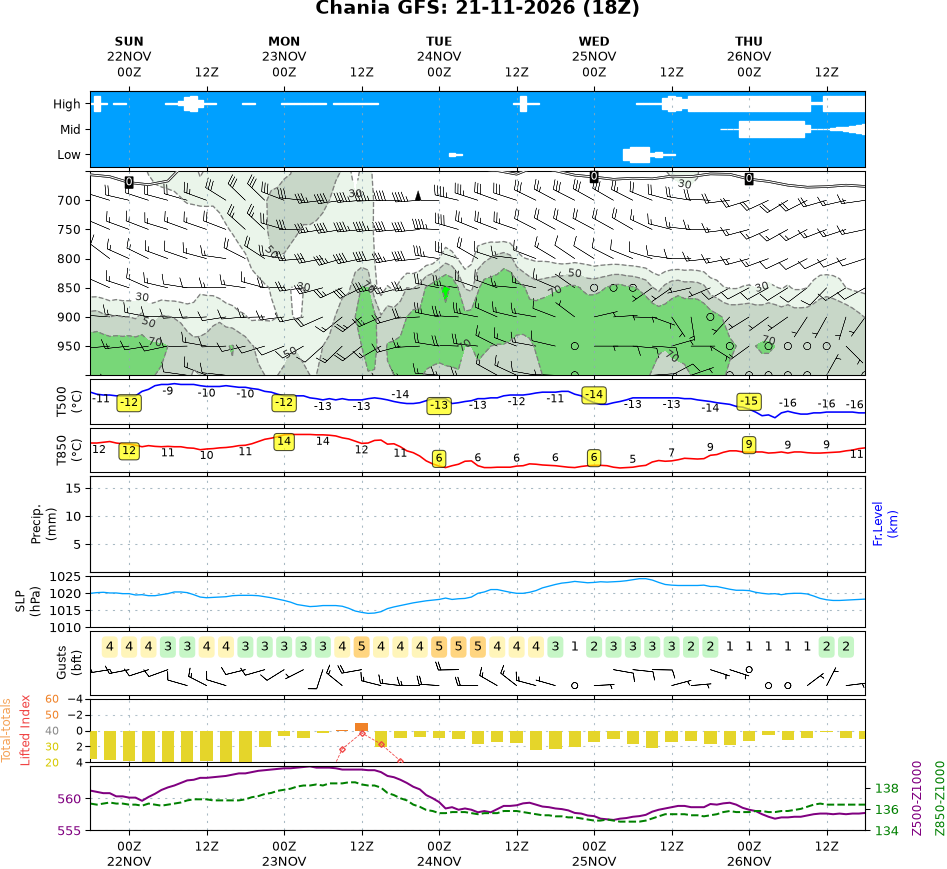 Chania GFS: 21-11-2026 (18Z)
SUN MON TUE WED THU
22NOV 23NOV 24NOV 25NOV 26NOV
00Z 12Z 00Z 12Z 00Z 12Z 00Z 12Z 00Z 12Z
High
Mid
Low
0 0 0
30 30
700
750
50
800
50
850 30 30 70
30
900 50
70 50 70
950 70
T500
(°C)
-11 -12 -9 -10 -10 -12 -13 -13 -14 -13 -13 -12 -11 -14 -13 -13 -14 -15 -16 -16 -16
T850
(°C)
12 12 11 10 11 14 14 12 11 6 6 6 6 6 5 7 9 9 9 9 11
Precip.
(mm)
15
10
5
Fr.Level
(km)
SLP
(hPa)
1025
1020
1015
1010
Gusts
(bft)
4 4 4 3 3 4 4 3 3 3 3 3 4 5 4 4 4 5 5 5 4 4 4 3 1 2 3 3 3 3 2 2 1 1 1 1 1 2 2
Total-totals
Lifted Index
60 −4
50 −2
40 0
30 2
20 4
560
555
138
136
134
Z500-Z1000
Z850-Z1000
00Z 12Z 00Z 12Z 00Z 12Z 00Z 12Z 00Z 12Z
22NOV 23NOV 24NOV 25NOV 26NOV